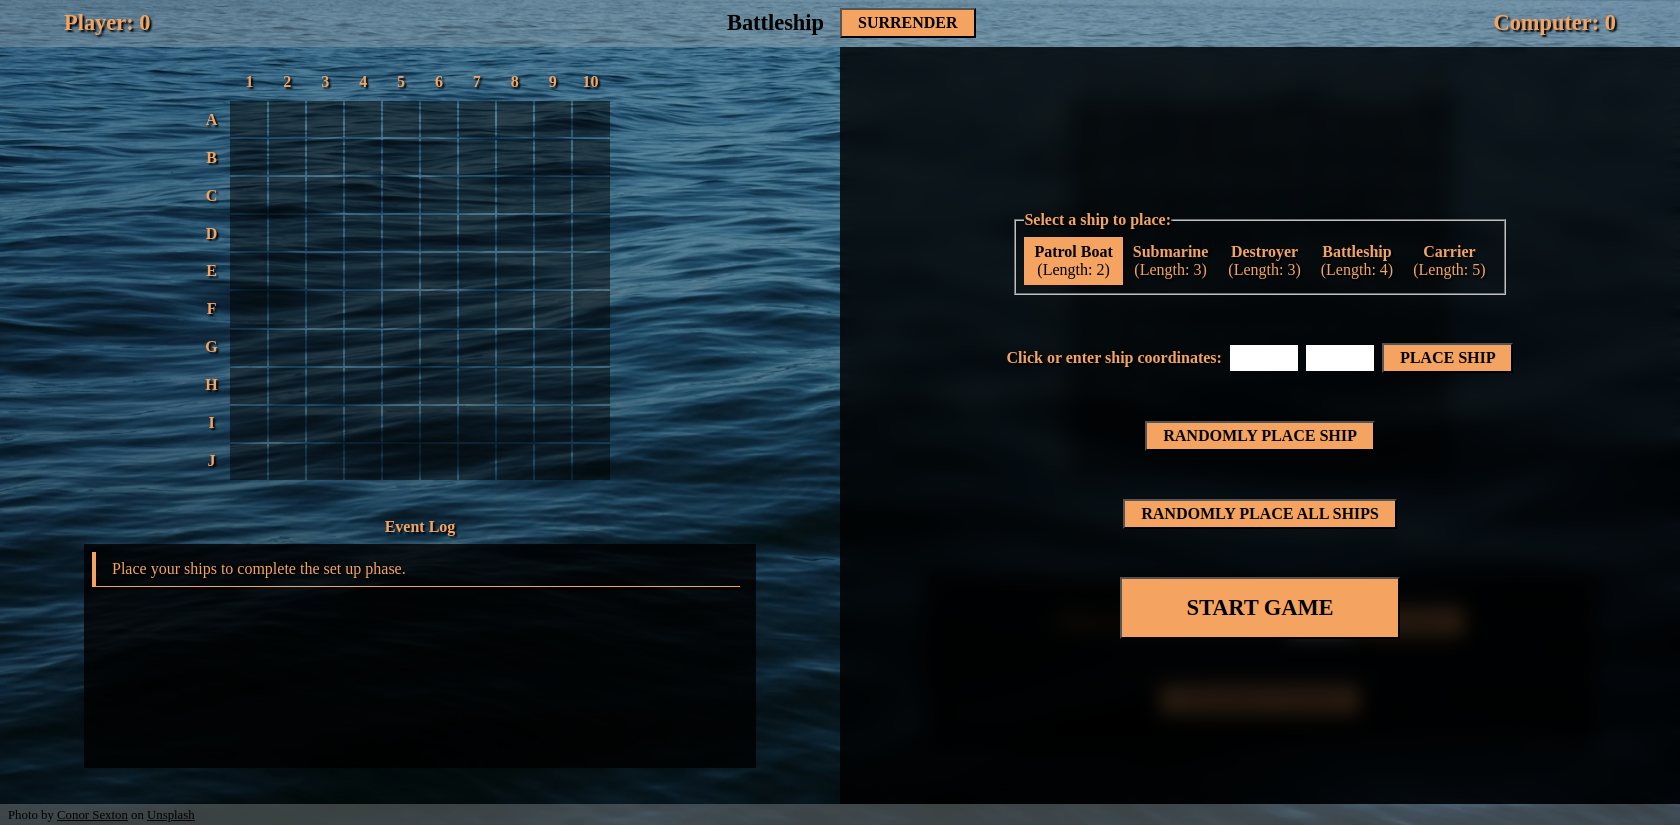 Player: 0
Battleship
SURRENDER
Computer: 0
1 2 3 4 5 6 7 8 9 10
A
B
C
D
E
F
G
H
I
J
Event Log
Place your ships to complete the set up phase.
Select a ship to place:
Patrol Boat Submarine Destroyer Battleship Carrier
(Length: 2) (Length: 3) (Length: 3) (Length: 4) (Length: 5)
Click or enter ship coordinates: PLACE SHIP
RANDOMLY PLACE SHIP
RANDOMLY PLACE ALL SHIPS
START GAME
Photo by Conor Sexton on Unsplash